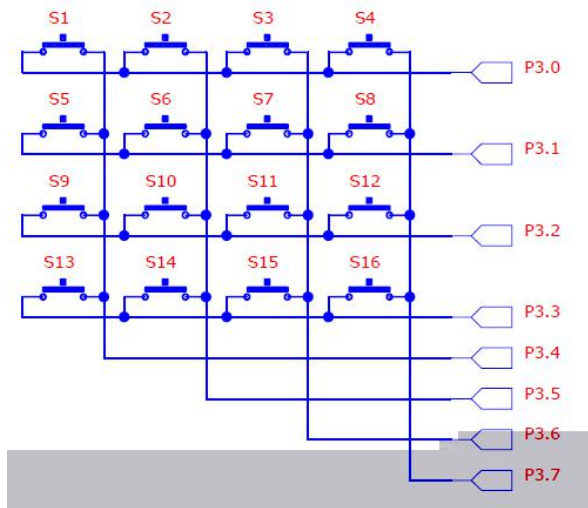 S1 S2 S3 S4
P3.0
S5 S6 S7 S8
P3.1
S9 S10 S11 S12
P3.2
S13 S14 S15 S16
P3.3
P3.4
P3.5
P3.6
P3.7